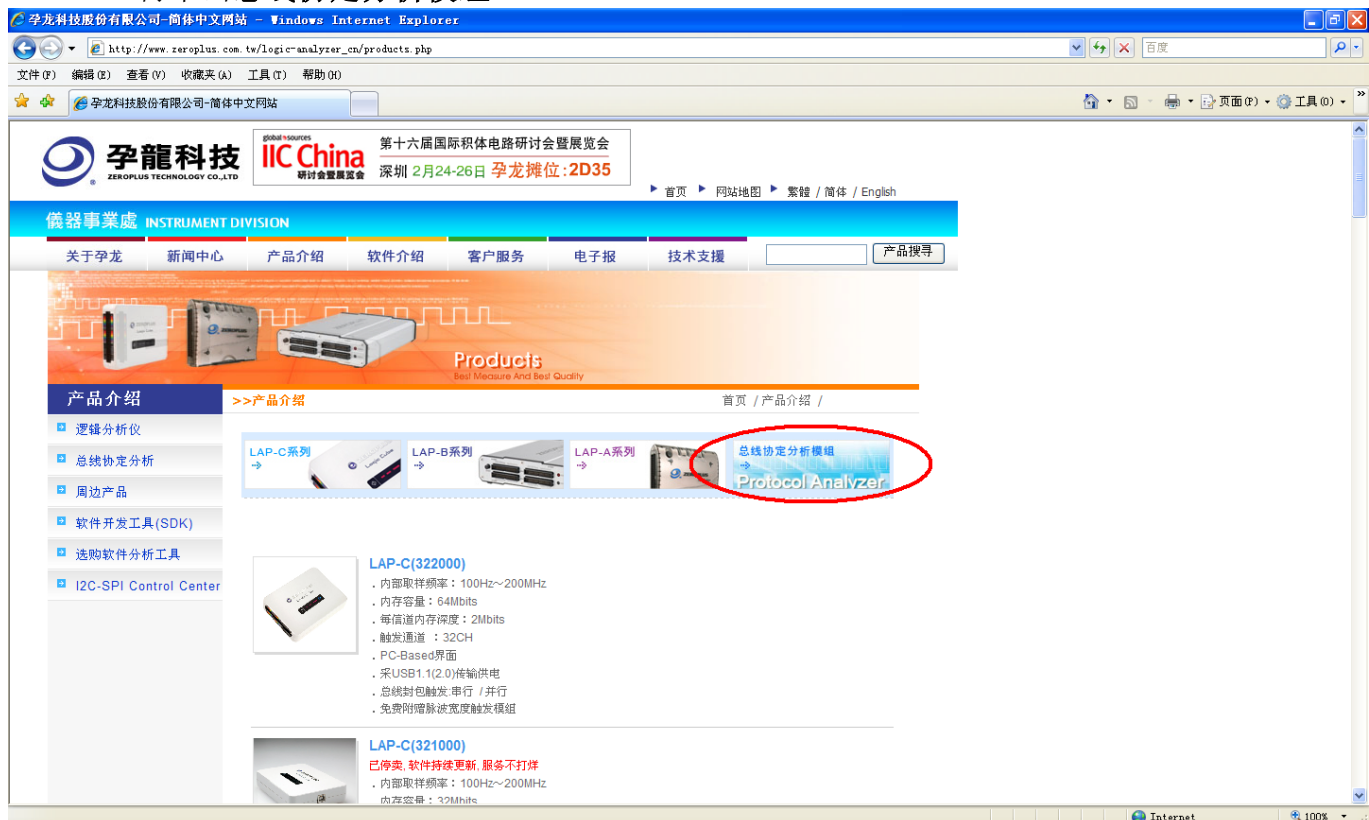 孕龙科技股份有限公司-简体中文网站 - Windows Internet Explorer
http://www.zeroplus.com.tw/logic-analyzer_cn/products.php
百度
文件(F) 编辑(E) 查看(V) 收藏夹(A) 工具(T) 帮助(H)
孕龙科技股份有限公司-简体中文网站
页面(P) 工具(O)
孕龍科技
ZEROPLUS TECHNOLOGY CO.,LTD
global sources
IIC China
研讨会暨展览会
第十六届国际积体电路研讨会暨展览会
深圳 2月24-26日 孕龙摊位:2D35
首页 网站地图 繁體 / 简体 / English
儀器事業處 INSTRUMENT DIVISION
关于孕龙 新闻中心 产品介绍 软件介绍 客户服务 电子报 技术支援 产品搜寻
Products
Best Measure And Best Quality
产品介绍
>>产品介绍 首页 / 产品介绍 /
逻辑分析仪
总线协定分析
周边产品
软件开发工具(SDK)
选购软件分析工具
I2C-SPI Control Center
LAP-C系列
LAP-B系列
LAP-A系列
总线协定分析模组
Protocol Analyzer
LAP-C(322000)
. 内部取样频率：100Hz～200MHz
. 内存容量：64Mbits
. 每信道内存深度：2Mbits
. 触发通道 ：32CH
. PC-Based界面
. 采USB1.1(2.0)传输供电
. 总线封包触发:串行 / 并行
. 免费附赠脉波宽度触发模组
LAP-C(321000)
已停卖, 软件持续更新, 服务不打烊
. 内部取样频率：100Hz～200MHz
. 内存容量：32Mbits
Internet 100%